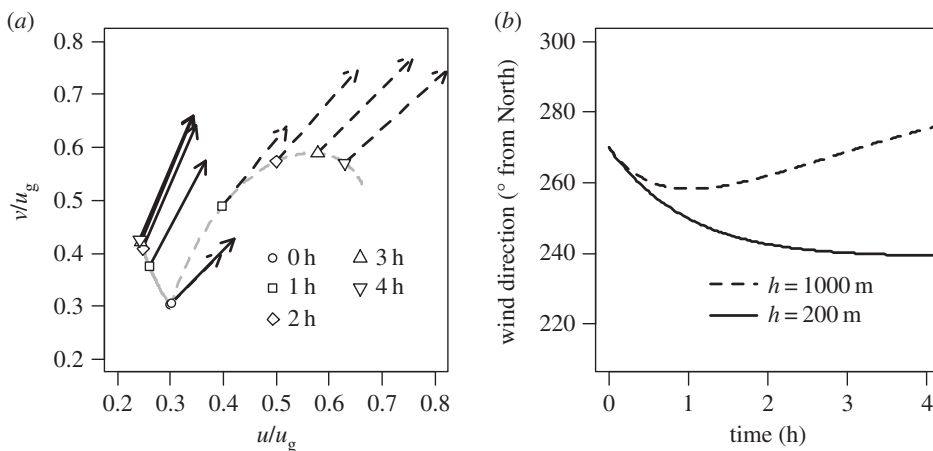 (a)
0.8
0.7
0.6
0.5
0.4
0.3
0.2
v/u_g
0.2 0.3 0.4 0.5 0.6 0.7 0.8
u/u_g
0 h
1 h
2 h
3 h
4 h
(b)
300
280
260
240
220
wind direction (° from North)
h = 1000 m
h = 200 m
0 1 2 3 4
time (h)